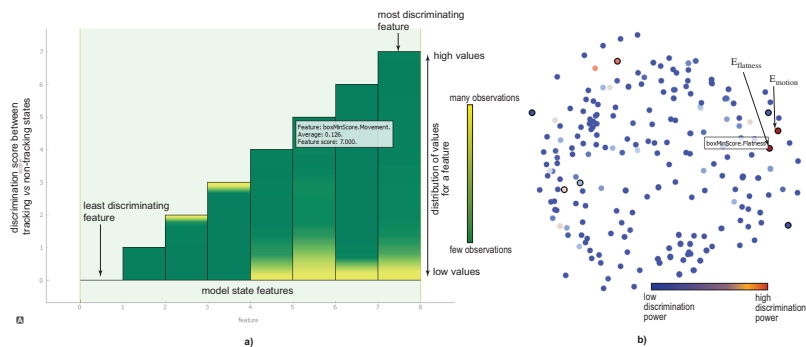 most discriminating
feature
high values
7
6
5
4
3
2
1
0
discrimination score between
tracking vs non-tracking states
Feature: boxMinScore.Movement.
Average: 0.126.
Feature score: 7.000.
least discriminating
feature
distribution of values
for a feature
many observations
few observations
low values
model state features
0 1 2 3 4 5 6 7 8
feature
A
a)
E flatness
E motion
boxMinScore.Flatness
low
discrimination
power
high
discrimination
power
b)